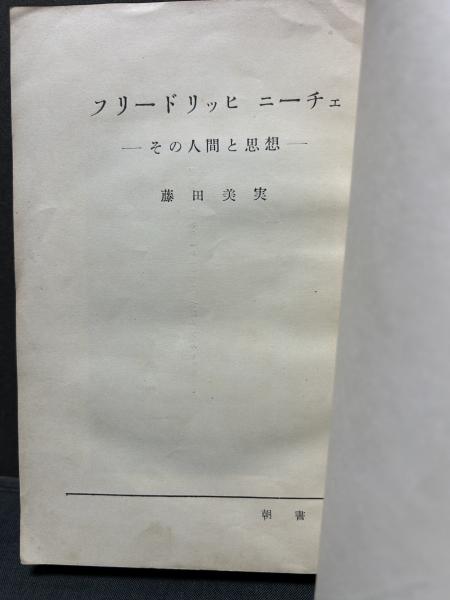 フリードリッヒ ニーチェ
―その人間と思想―
藤田美実
朝書